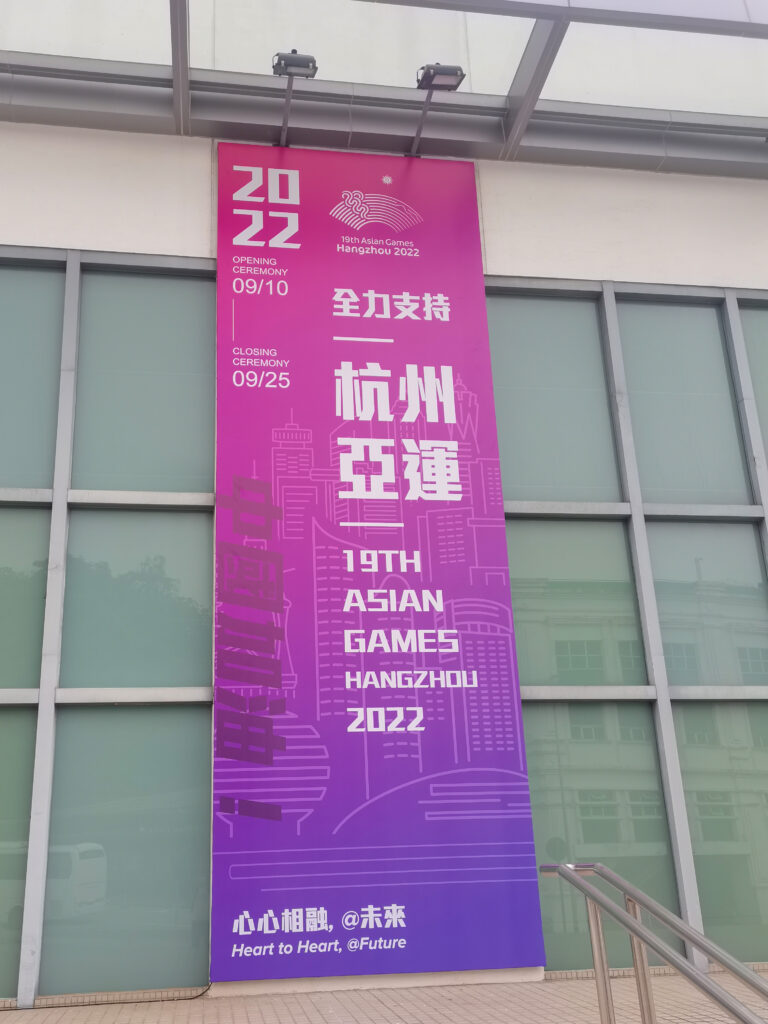 20
22
OPENING
CEREMONY
09/10
CLOSING
CEREMONY
09/25
19th Asian Games
Hangzhou 2022
全力支持
杭州
亞運
19TH
ASIAN
GAMES
HANGZHOU
2022
中國加油!
心心相融, @未來
Heart to Heart, @Future